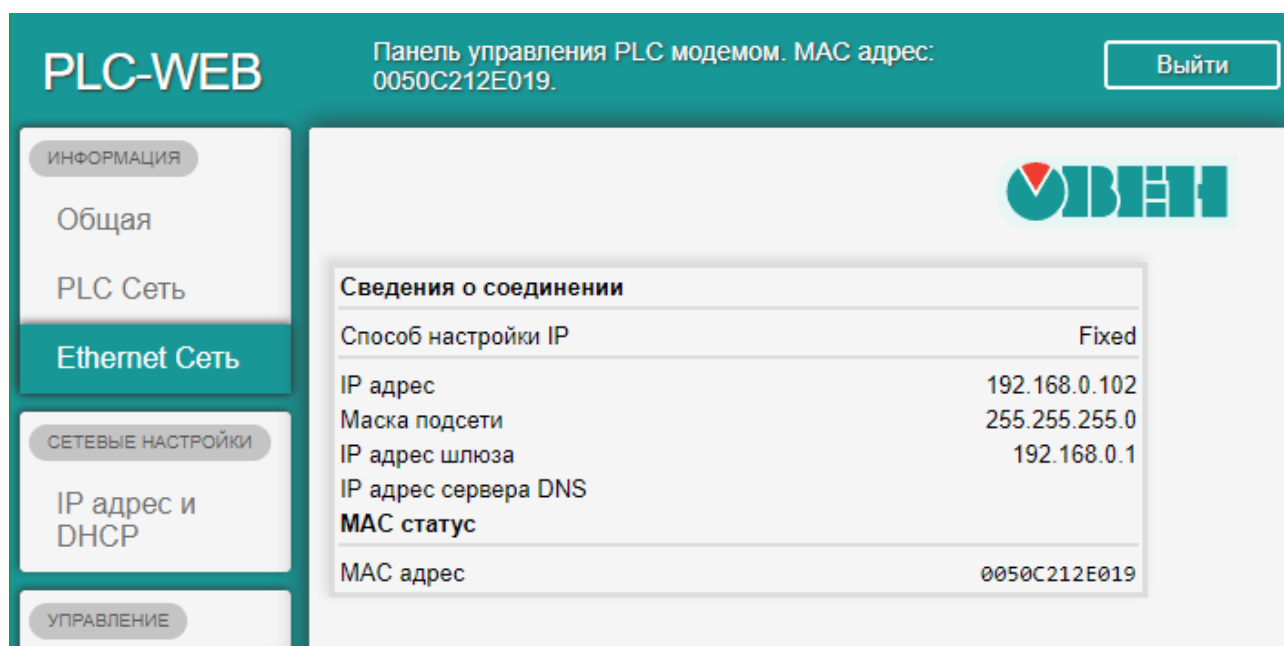 PLC-WEB
Панель управления PLC модемом. MAC адрес:
0050C212E019.
Выйти
ИНФОРМАЦИЯ
Общая
PLC Сеть
Ethernet Сеть
СЕТЕВЫЕ НАСТРОЙКИ
IP адрес и
DHCP
УПРАВЛЕНИЕ
ОВЕН
Сведения о соединении
Способ настройки IP Fixed
IP адрес 192.168.0.102
Маска подсети 255.255.255.0
IP адрес шлюза 192.168.0.1
IP адрес сервера DNS
MAC статус
MAC адрес 0050C212E019